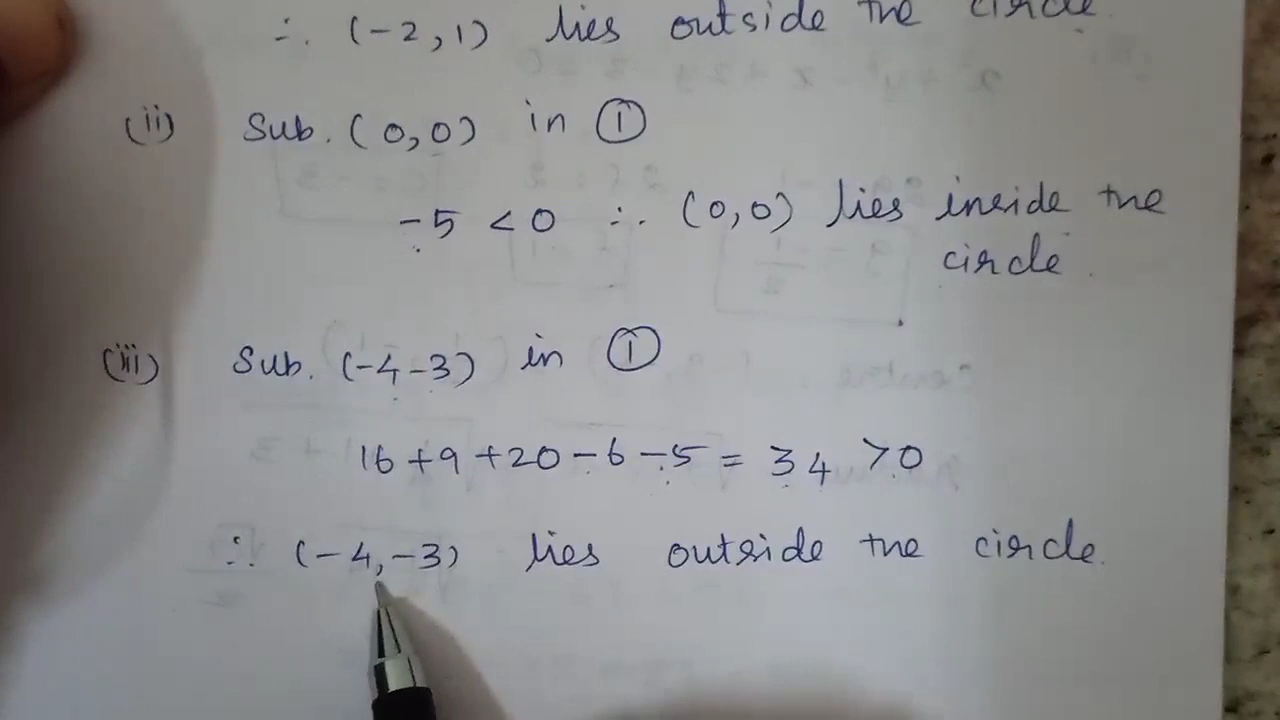 ∴ (-2,1) lies outside the circle.
(ii) Sub. (0,0) in ①
-5 < 0 ∴ (0,0) lies inside the
circle.
(iii) Sub. (-4-3) in ①
16+9+20-6-5 = 34 >0
∴ (-4,-3) lies outside the circle.